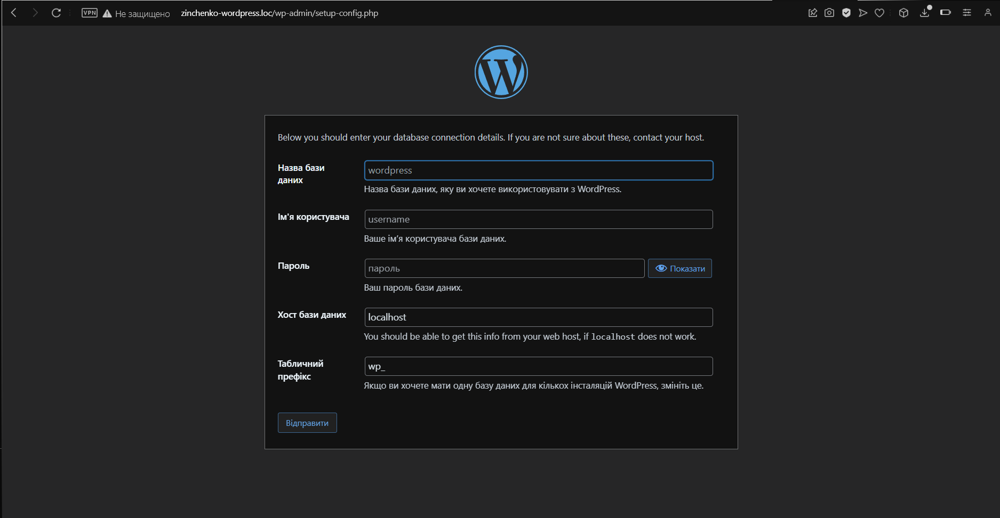 VPN Не защищено zinchenko-wordpress.loc/wp-admin/setup-config.php
Below you should enter your database connection details. If you are not sure about these, contact your host.
Назва бази даних
wordpress
Назва бази даних, яку ви хочете використовувати з WordPress.
Ім'я користувача
username
Ваше ім’я користувача бази даних.
Пароль
пароль
Показати
Ваш пароль бази даних.
Хост бази даних
localhost
You should be able to get this info from your web host, if localhost does not work.
Табличний префікс
wp_
Якщо ви хочете мати одну базу даних для кількох інсталяцій WordPress, змініть це.
Відправити